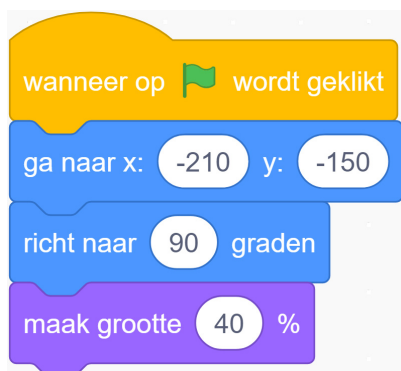 wanneer op wordt geklikt
ga naar x: -210 y: -150
richt naar 90 graden
maak grootte 40 %